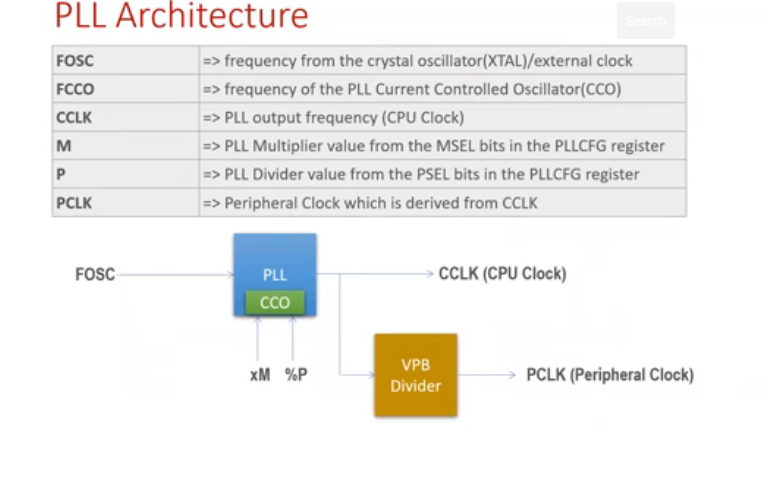 PLL Architecture
Search
FOSC => frequency from the crystal oscillator(XTAL)/external clock
FCCO => frequency of the PLL Current Controlled Oscillator(CCO)
CCLK => PLL output frequency (CPU Clock)
M => PLL Multiplier value from the MSEL bits in the PLLCFG register
P => PLL Divider value from the PSEL bits in the PLLCFG register
PCLK => Peripheral Clock which is derived from CCLK
FOSC PLL CCLK (CPU Clock)
CCO
xM %P
VPB
Divider
PCLK (Peripheral Clock)